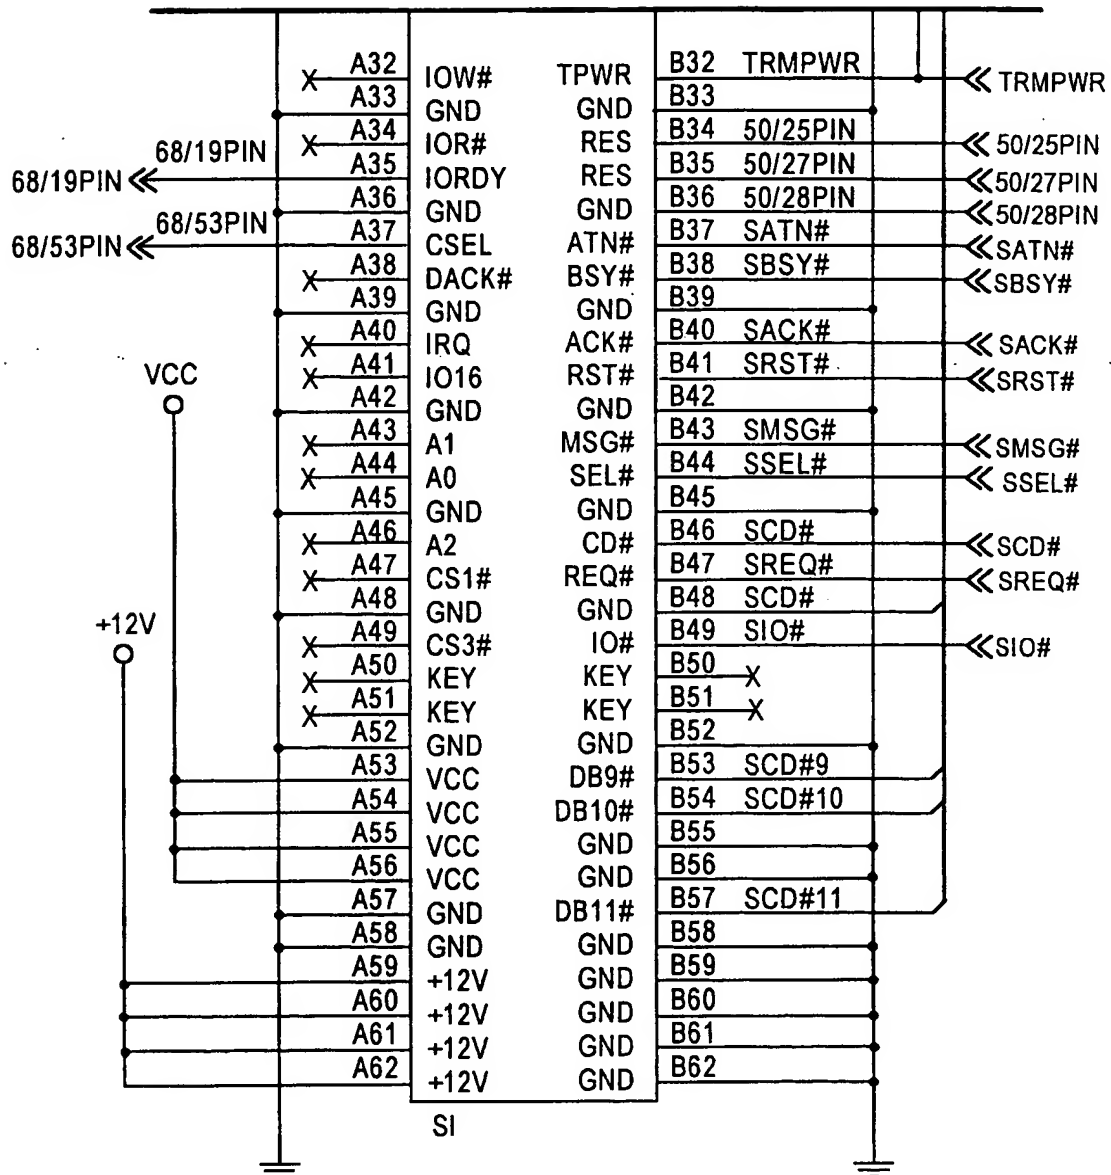 A32 IOW# TPWR B32 TRMPWR TRMPWR
A33 GND GND B33
A34 IOR# RES B34 50/25PIN 50/25PIN
68/19PIN 68/19PIN A35 IORDY RES B35 50/27PIN 50/27PIN
A36 GND GND B36 50/28PIN 50/28PIN
68/53PIN 68/53PIN A37 CSEL ATN# B37 SATN# SATN#
A38 DACK# BSY# B38 SBSY# SBSY#
A39 GND GND B39
A40 IRQ ACK# B40 SACK# SACK#
VCC A41 IO16 RST# B41 SRST# SRST#
A42 GND GND B42
A43 A1 MSG# B43 SMSG# SMSG#
A44 A0 SEL# B44 SSEL# SSEL#
A45 GND GND B45
A46 A2 CD# B46 SCD# SCD#
A47 CS1# REQ# B47 SREQ# SREQ#
A48 GND GND B48 SCD#
+12V A49 CS3# IO# B49 SIO# SIO#
A50 KEY KEY B50
A51 KEY KEY B51
A52 GND GND B52
A53 VCC DB9# B53 SCD#9
A54 VCC DB10# B54 SCD#10
A55 VCC GND B55
A56 VCC GND B56
A57 GND DB11# B57 SCD#11
A58 GND GND B58
A59 +12V GND B59
A60 +12V GND B60
A61 +12V GND B61
A62 +12V GND B62
SI